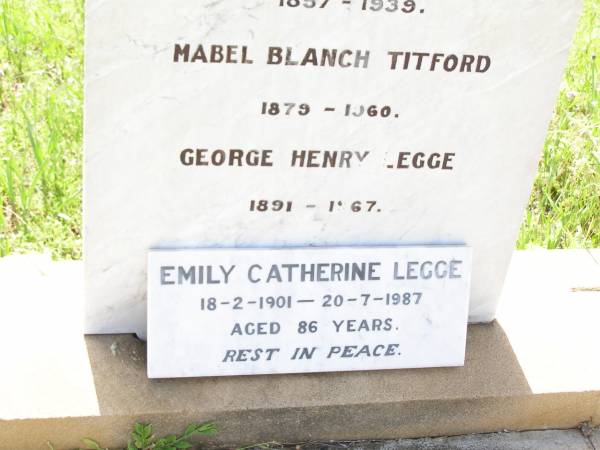 1857 - 1939.
MABEL BLANCH TITFORD
1879 - 1960.
GEORGE HENRY LEGGE
1891 - 1967.
EMILY CATHERINE LEGGE
18-2-1901 — 20-7-1987
AGED 86 YEARS.
REST IN PEACE.